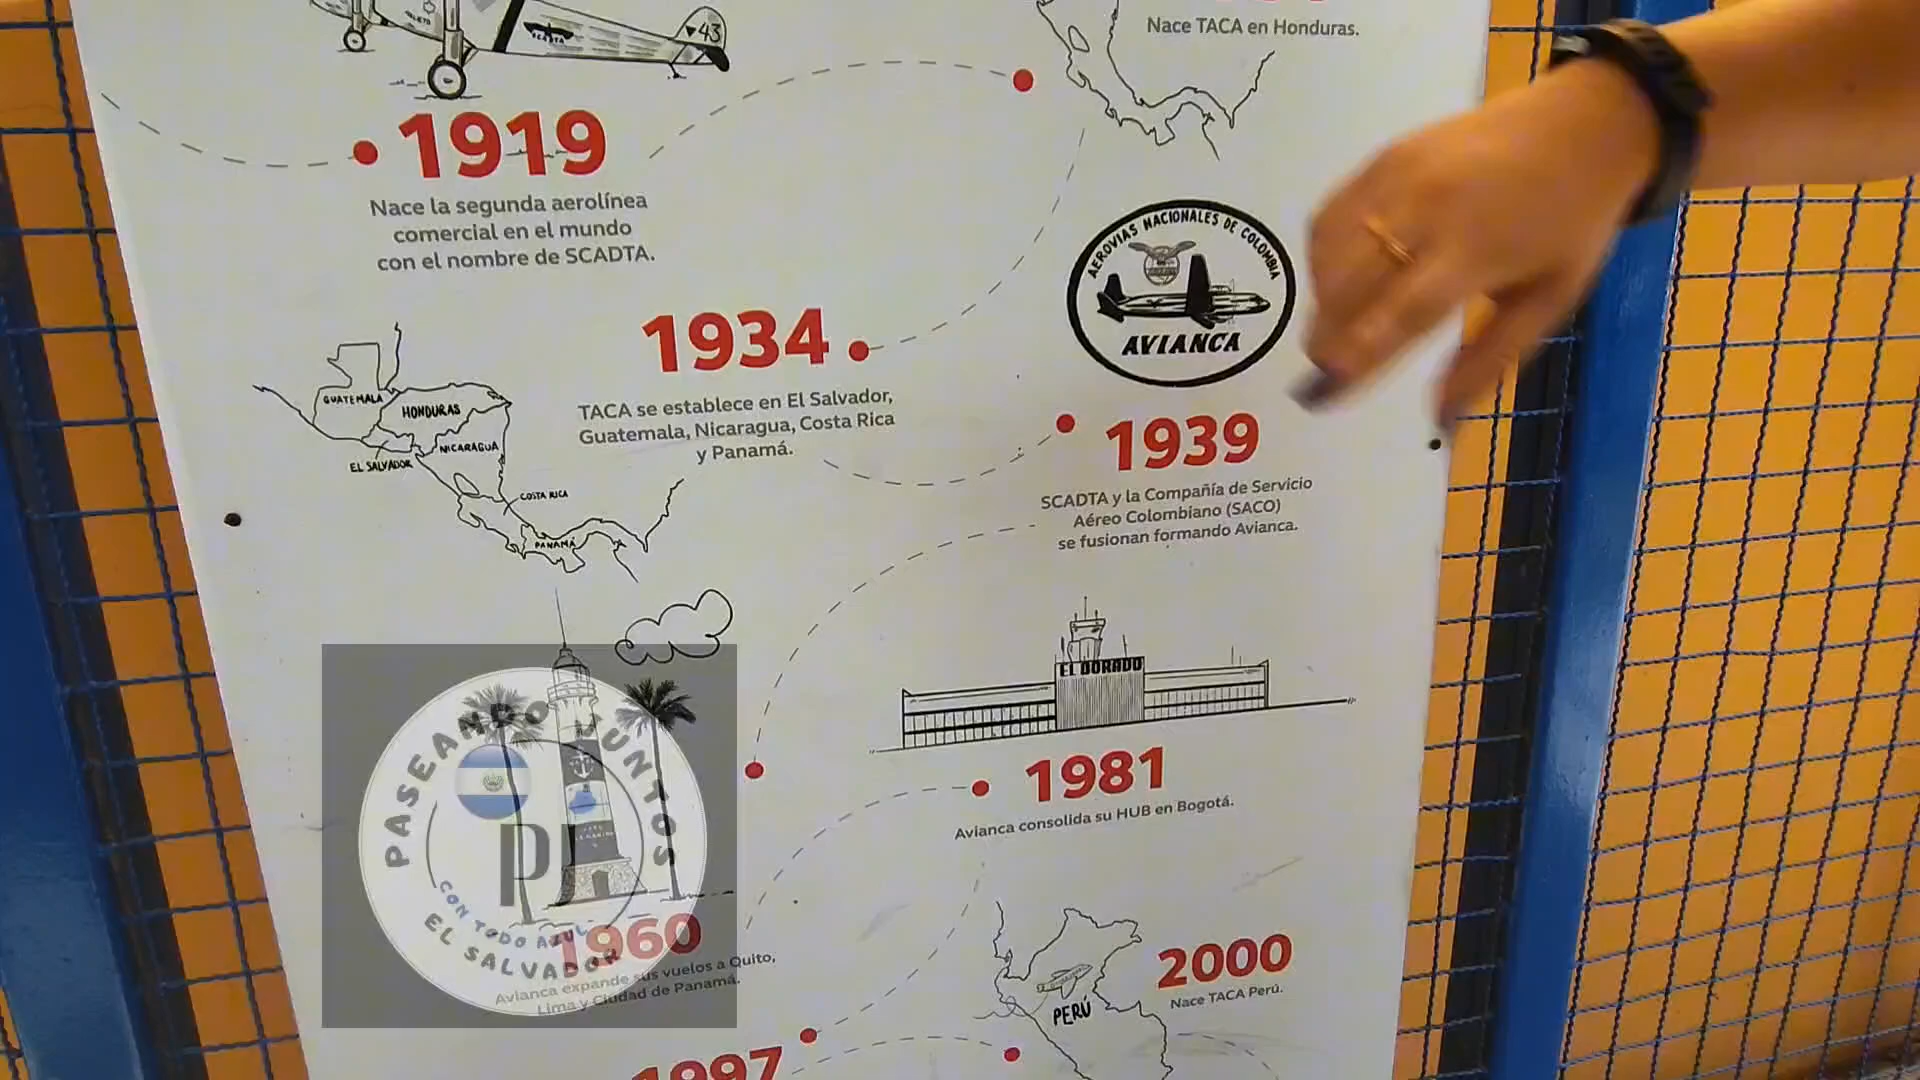 SCADTA
43
Nace TACA en Honduras.
1919
Nace la segunda aerolínea
comercial en el mundo
con el nombre de SCADTA.
1934
TACA se establece en El Salvador,
Guatemala, Nicaragua, Costa Rica
y Panamá.
GUATEMALA
HONDURAS
NICARAGUA
EL SALVADOR
COSTA RICA
PANAMÁ
AEROVIAS NACIONALES DE COLOMBIA
AVIANCA
1939
SCADTA y la Compañía de Servicio
Aéreo Colombiano (SACO)
se fusionan formando Avianca.
EL DORADO
1981
Avianca consolida su HUB en Bogotá.
PASEANDO JUNTOS
PJ
CON TODO AZUL
EL SALVADOR
1960
Avianca expande sus vuelos a Quito,
Lima y Ciudad de Panamá.
PERÚ
2000
Nace TACA Perú.
1997